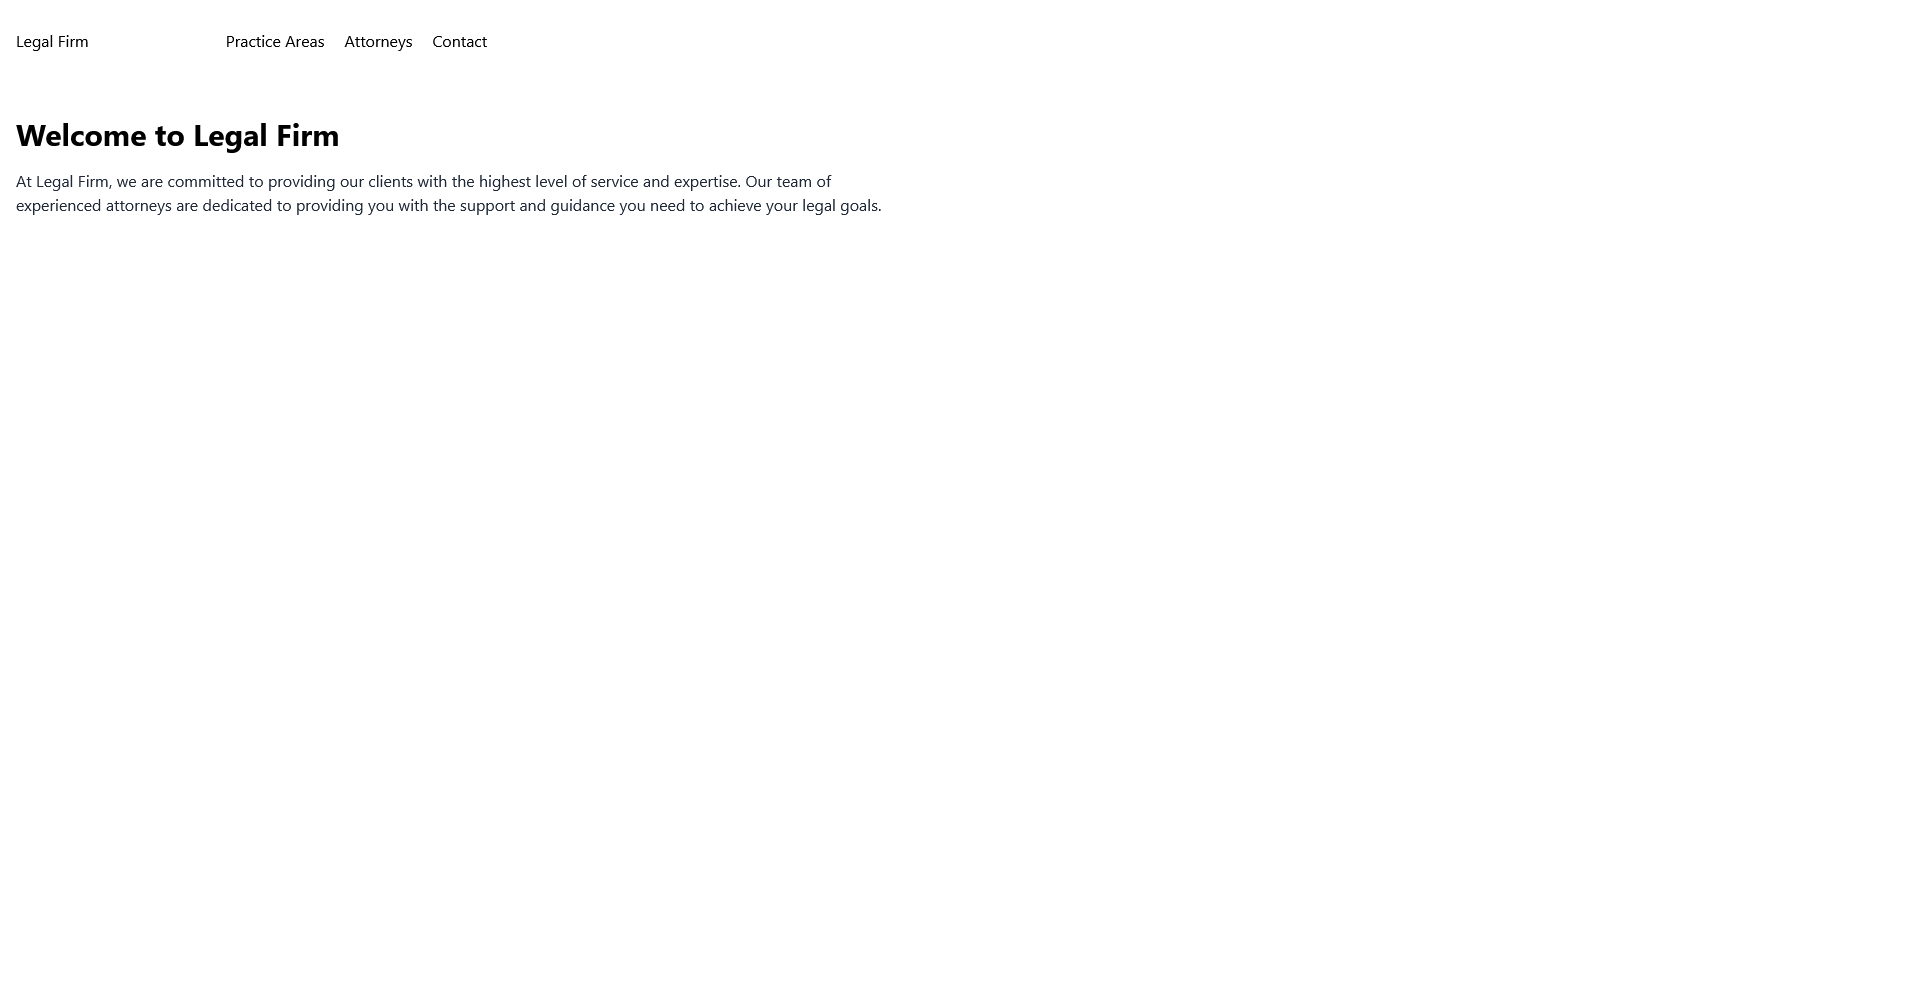 Legal Firm Practice Areas Attorneys Contact
Welcome to Legal Firm
At Legal Firm, we are committed to providing our clients with the highest level of service and expertise. Our team of
experienced attorneys are dedicated to providing you with the support and guidance you need to achieve your legal goals.